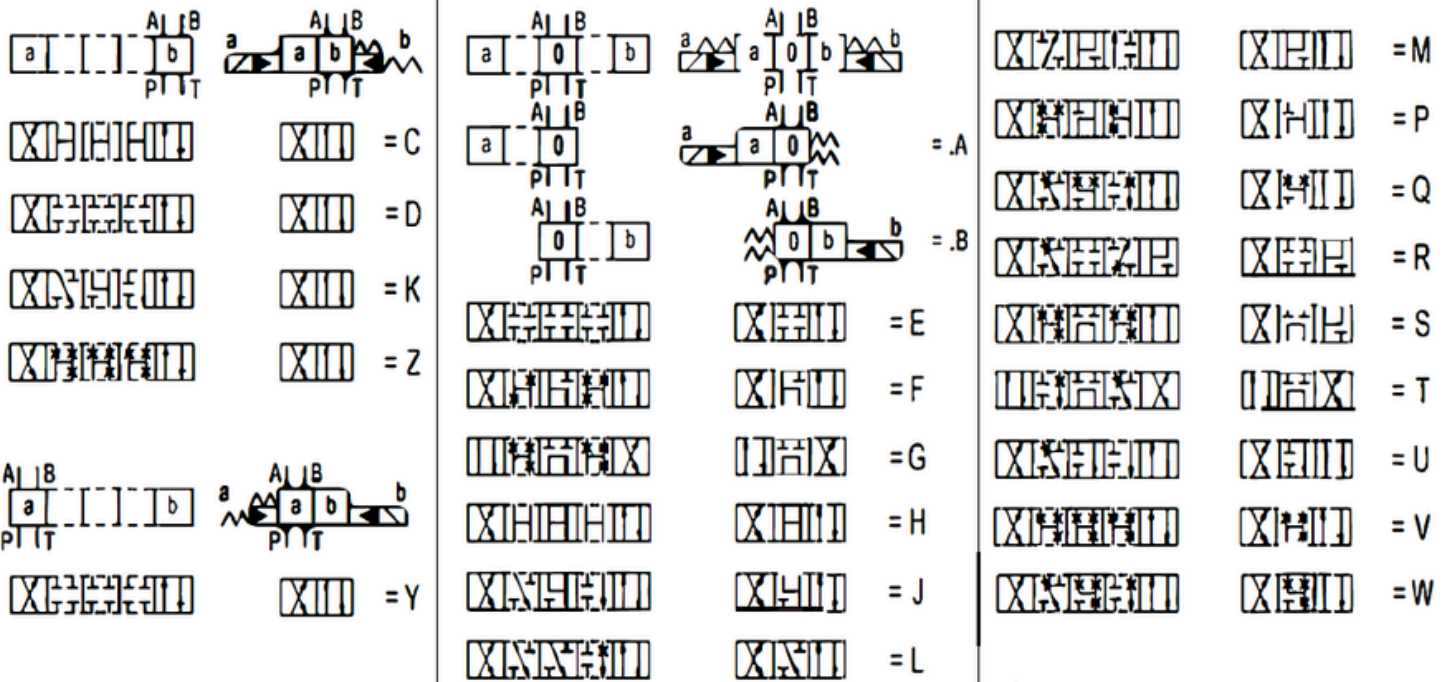 A B
a b
P T
A B
a a b b
P T
= C
= D
= K
= Z
A B
a b
P T
A B
a a b b
P T
= Y
A B
a 0 b
P T
A B
a a 0 b b
P T
A B
a 0
P T
A B
a a 0
P T
= .A
A B
0 b
P T
A B
0 b b
P T
= .B
= E
= F
= G
= H
= J
= L
= M
= P
= Q
= R
= S
= T
= U
= V
= W